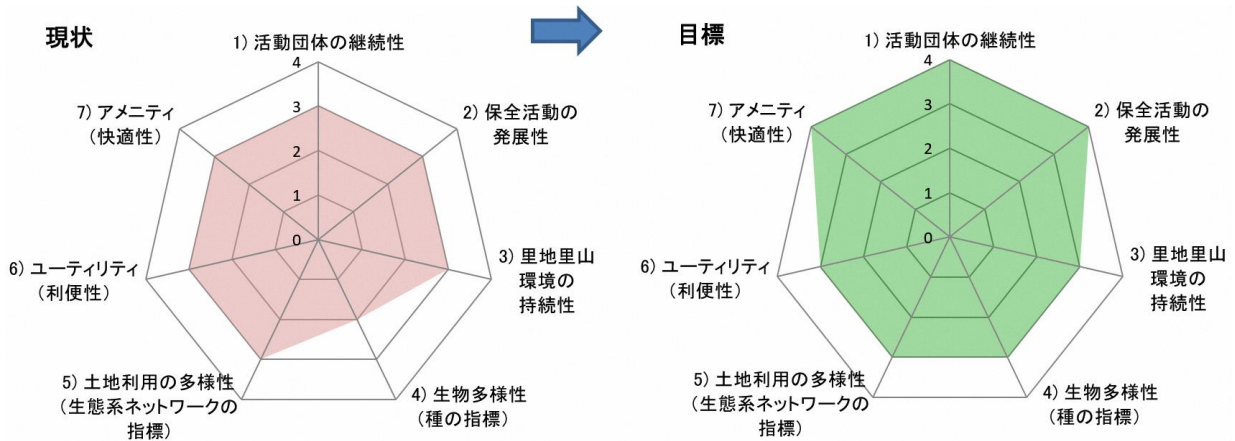 現状
1) 活動団体の継続性
4
3
2
1
0
2) 保全活動の
発展性
3) 里地里山
環境の
持続性
4) 生物多様性
(種の指標)
5) 土地利用の多様性
(生態系ネットワークの
指標)
6) ユーティリティ
(利便性)
7) アメニティ
(快適性)
目標
1) 活動団体の継続性
4
3
2
1
0
2) 保全活動の
発展性
3) 里地里山
環境の
持続性
4) 生物多様性
(種の指標)
5) 土地利用の多様性
(生態系ネットワークの
指標)
6) ユーティリティ
(利便性)
7) アメニティ
(快適性)